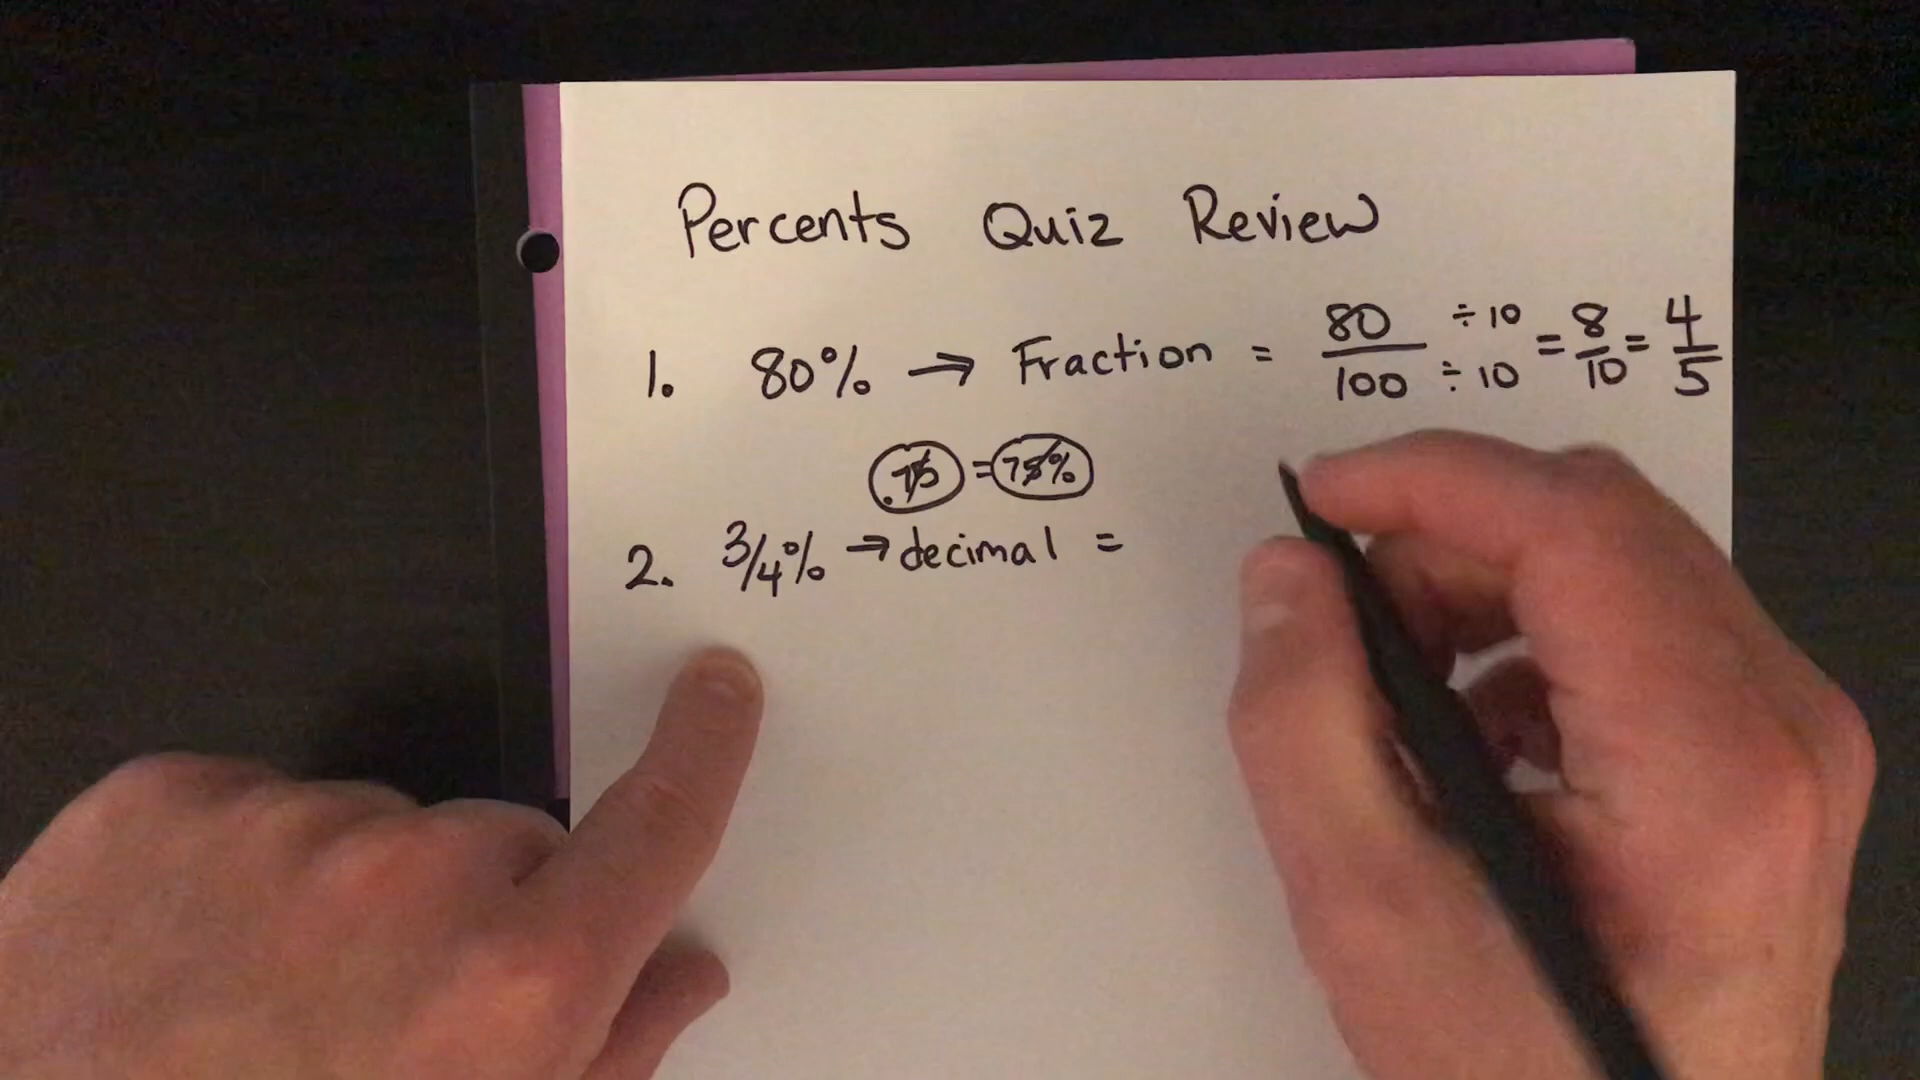 Percents Quiz Review
1. 80% → Fraction = 80/100 ÷10/÷10 = 8/10 = 4/5
.75 = 75%
2. 3/4% → decimal =